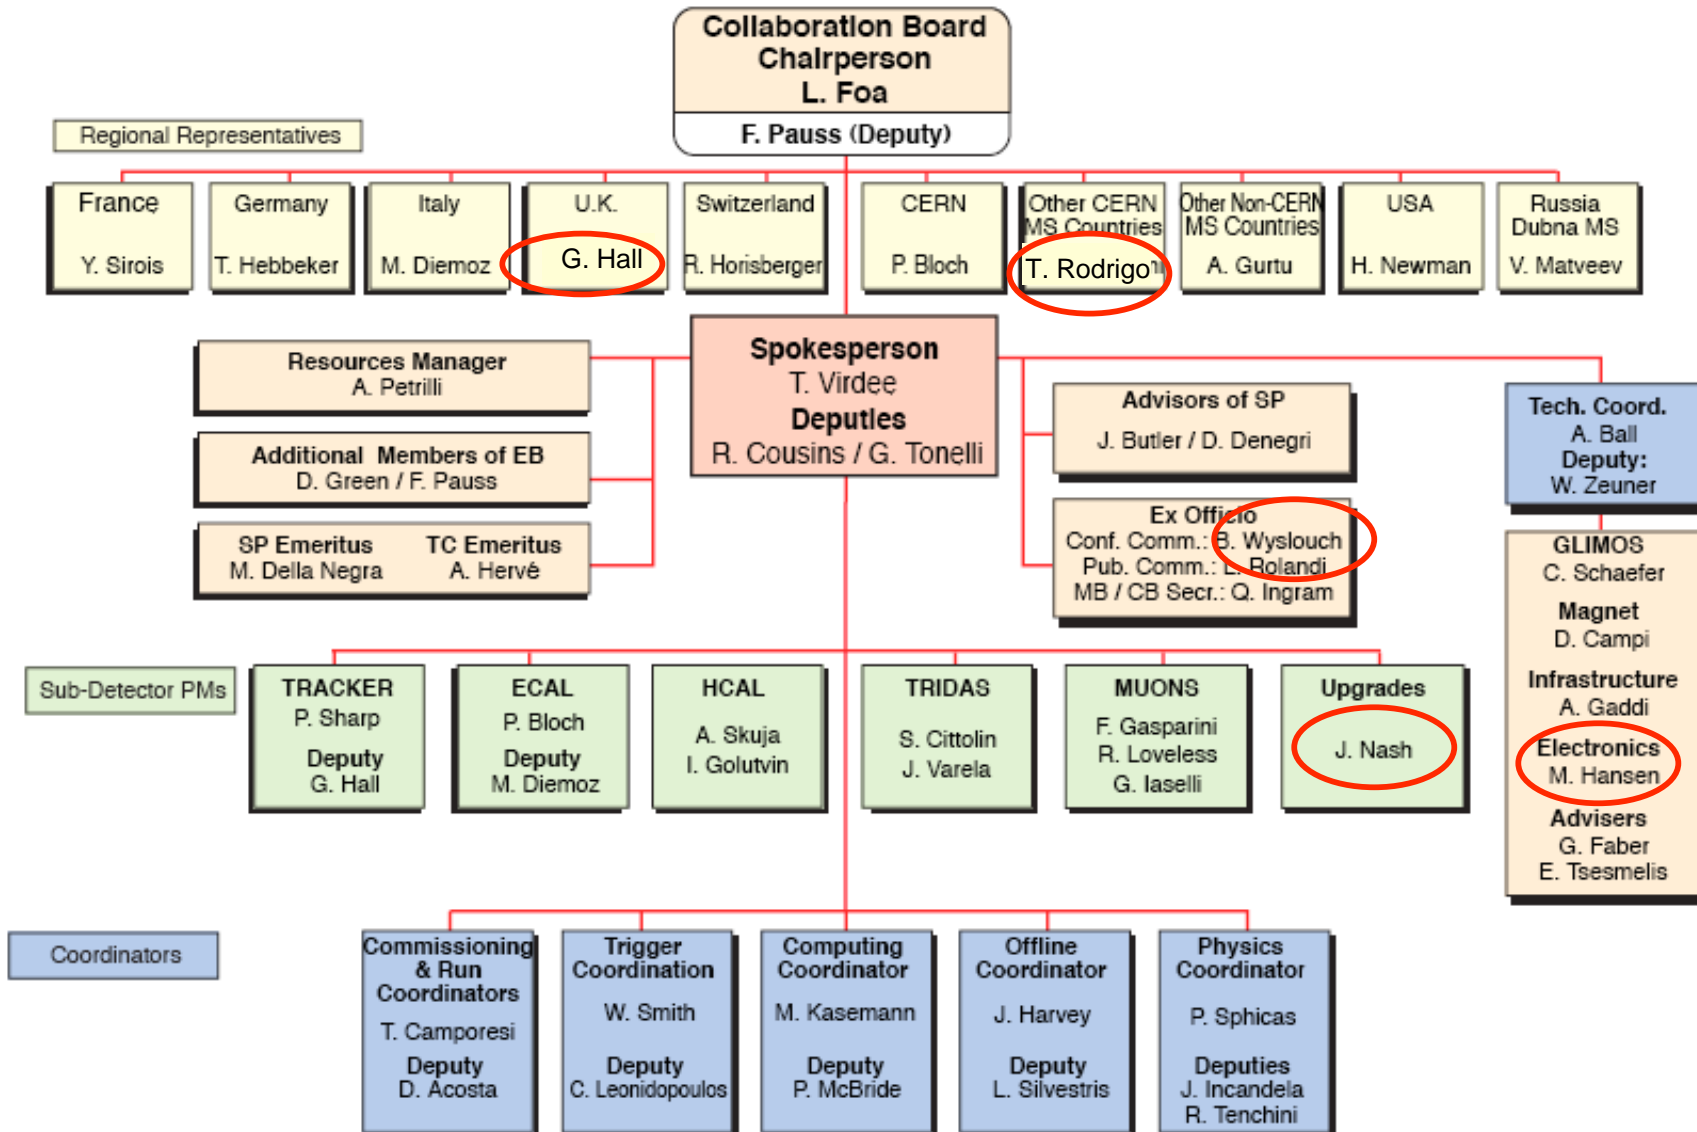 Collaboration Board
Chairperson
L. Foa
F. Pauss (Deputy)
Regional Representatives
France
Y. Sirois
Germany
T. Hebbeker
Italy
M. Diemoz
U.K.
G. Hall
Switzerland
R. Horisberger
CERN
P. Bloch
Other CERN
MS Countries
T. Rodrigo
Other Non-CERN
MS Countries
A. Gurtu
USA
H. Newman
Russia
Dubna MS
V. Matveev
Resources Manager
A. Petrilli
Additional Members of EB
D. Green / F. Pauss
SP Emeritus TC Emeritus
M. Della Negra A. Hervé
Spokesperson
T. Virdee
Deputies
R. Cousins / G. Tonelli
Advisors of SP
J. Butler / D. Denegri
Ex Officio
Conf. Comm.: B. Wyslouch
Pub. Comm.: L. Rolandi
MB / CB Secr.: Q. Ingram
Tech. Coord.
A. Ball
Deputy:
W. Zeuner
GLIMOS
C. Schaefer
Magnet
D. Campi
Infrastructure
A. Gaddi
Electronics
M. Hansen
Advisers
G. Faber
E. Tsesmelis
Sub-Detector PMs
TRACKER
P. Sharp
Deputy
G. Hall
ECAL
P. Bloch
Deputy
M. Diemoz
HCAL
A. Skuja
I. Golutvin
TRIDAS
S. Cittolin
J. Varela
MUONS
F. Gasparini
R. Loveless
G. Iaselli
Upgrades
J. Nash
Coordinators
Commissioning
& Run
Coordinators
T. Camporesi
Deputy
D. Acosta
Trigger
Coordination
W. Smith
Deputy
C. Leonidopoulos
Computing
Coordinator
M. Kasemann
Deputy
P. McBride
Offline
Coordinator
J. Harvey
Deputy
L. Silvestris
Physics
Coordinator
P. Sphicas
Deputies
J. Incandela
R. Tenchini